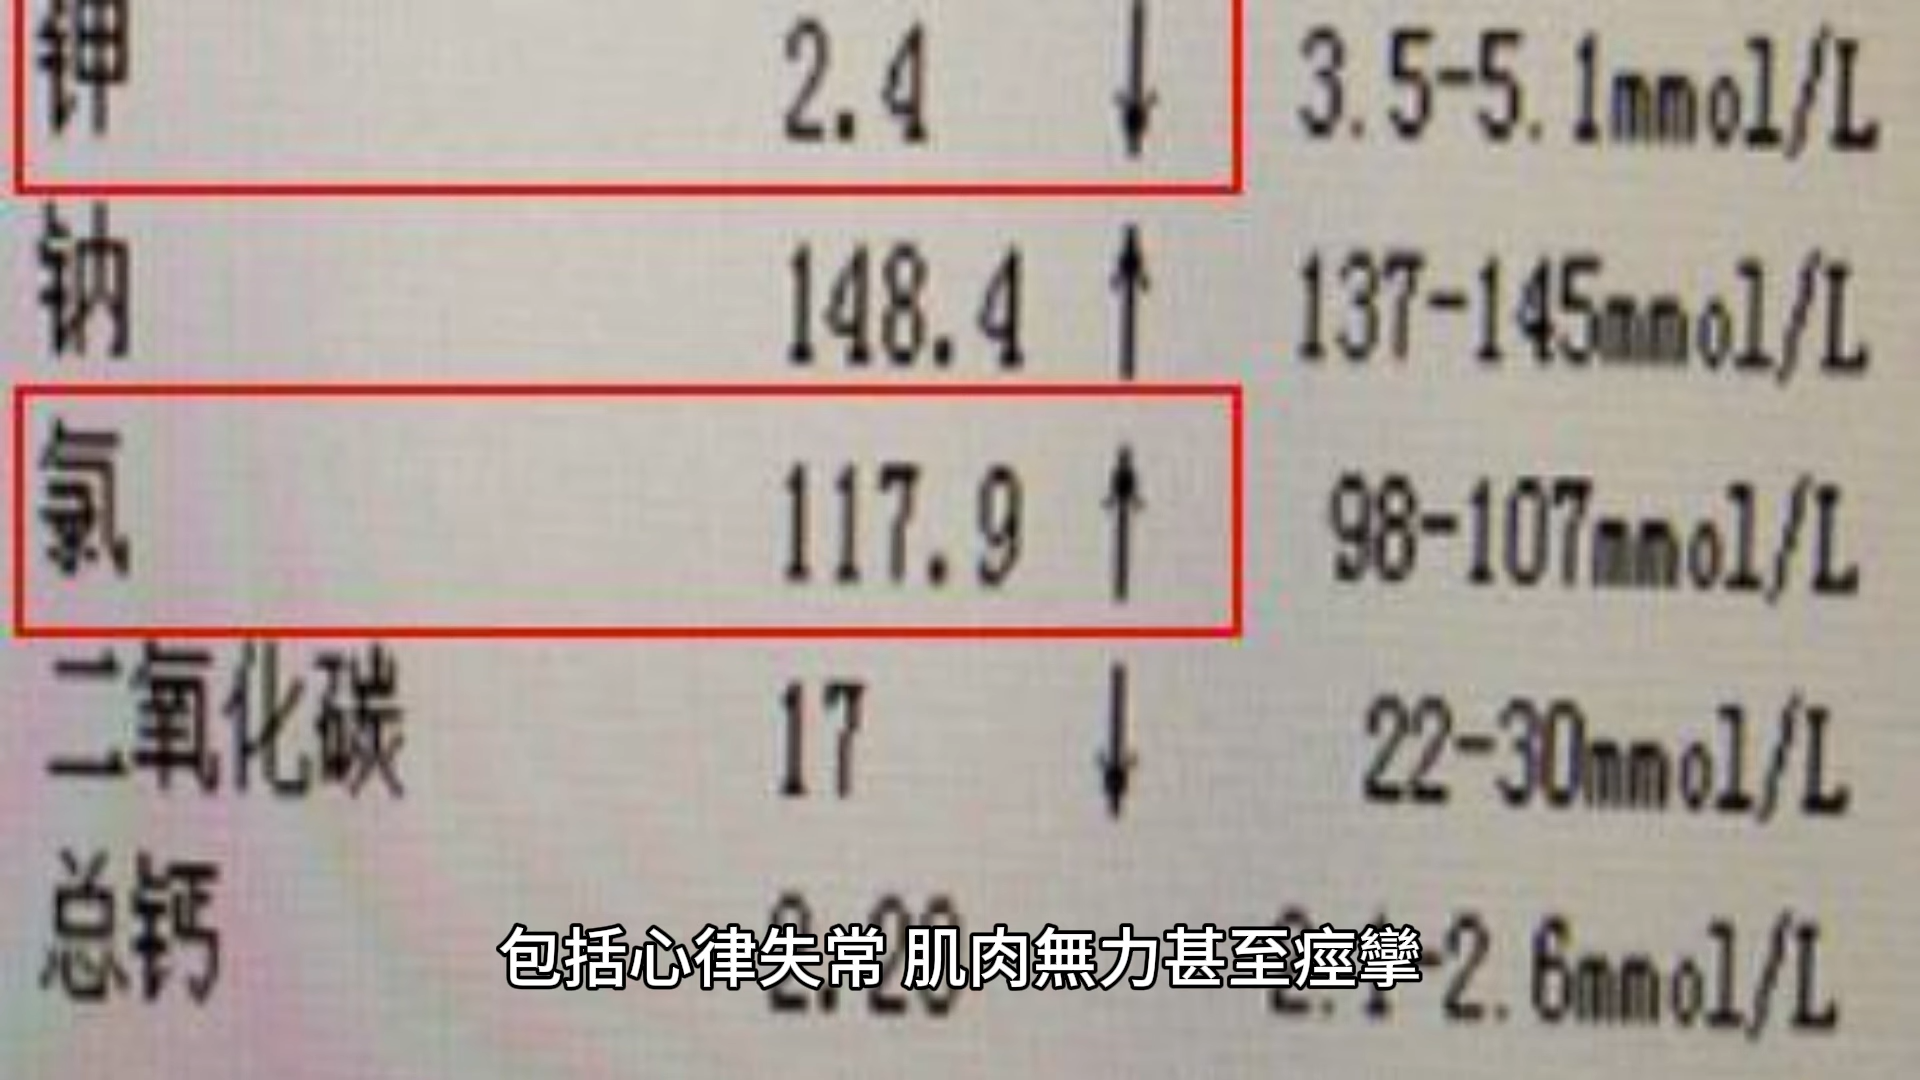 钾 2.4 ↓ 3.5-5.1mmol/L
钠 148.4 ↑ 137-145mmol/L
氯 117.9 ↑ 98-107mmol/L
二氧化碳 17 ↓ 22-30mmol/L
总钙 2.6mmol/L
包括心律失常 肌肉無力甚至痙攣